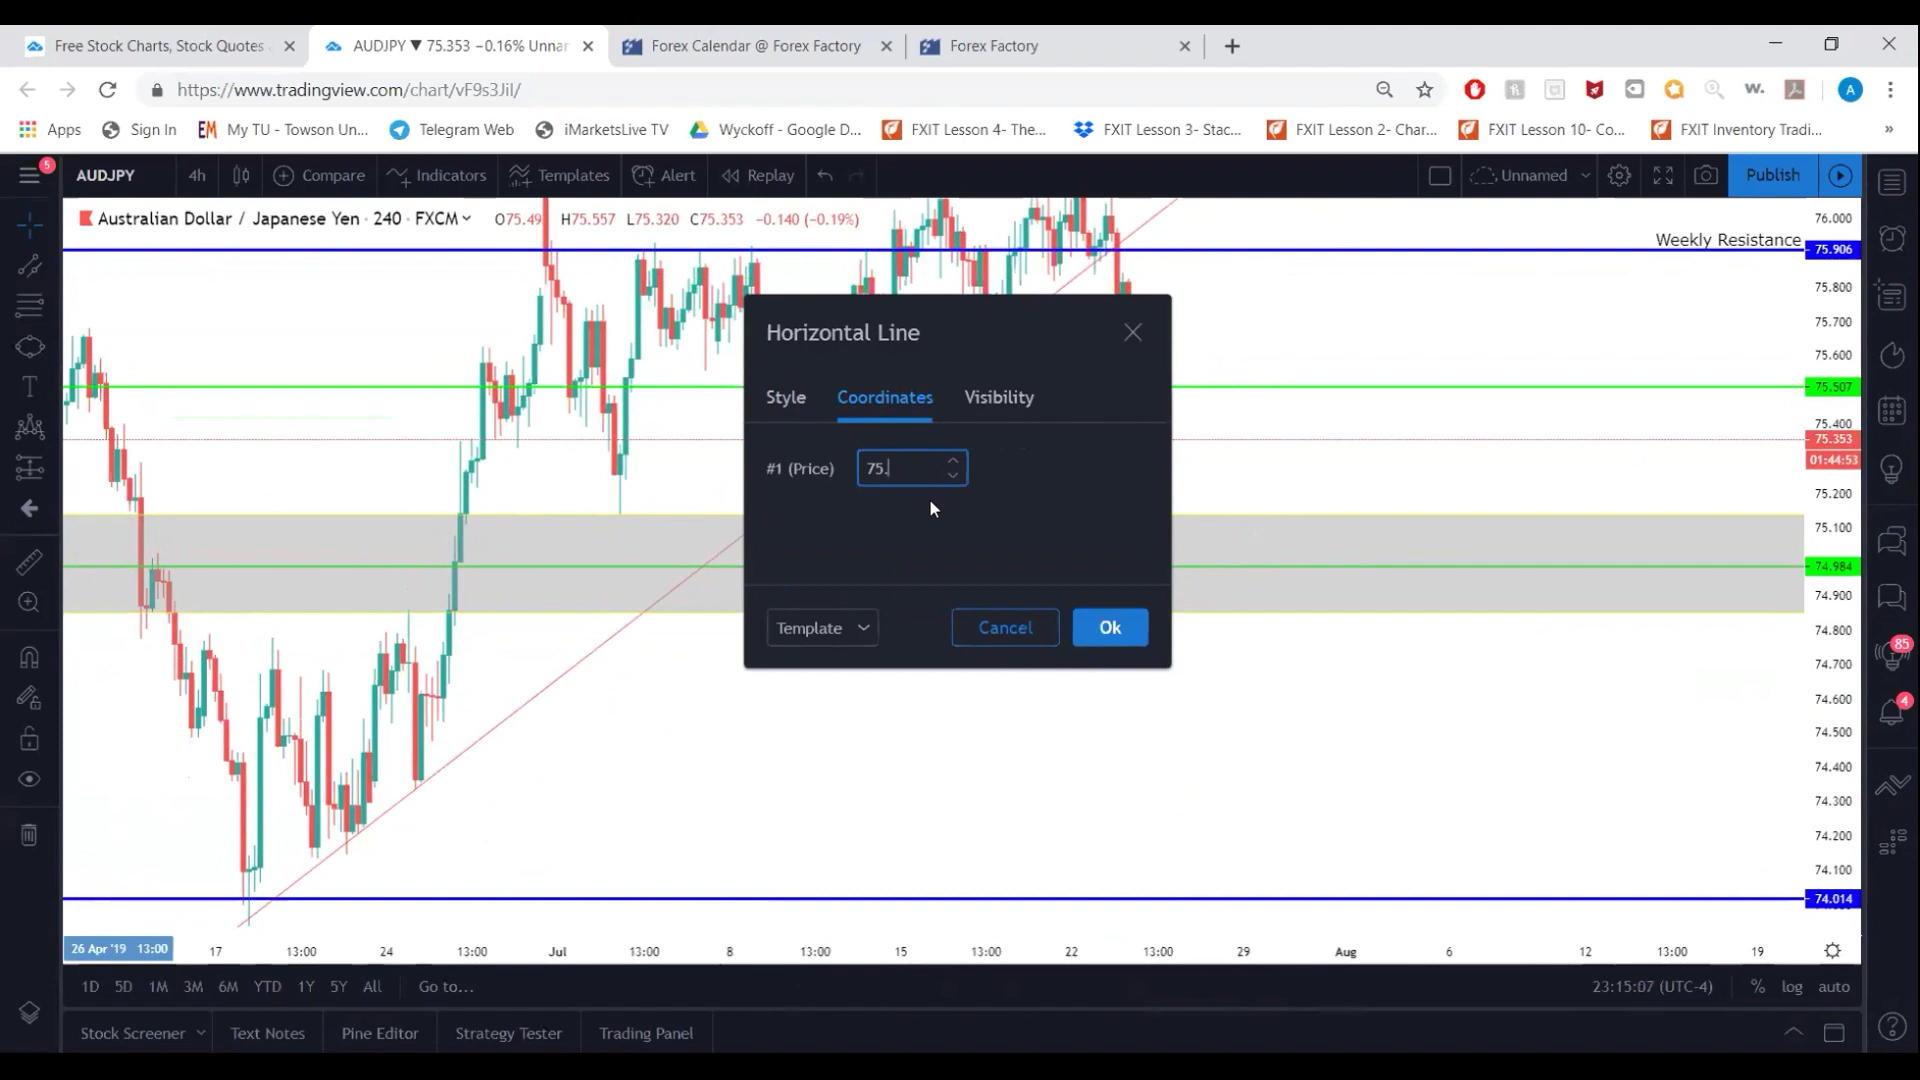 Free Stock Charts, Stock Quotes
AUDJPY ▼ 75.353 −0.16% Unnar
Forex Calendar @ Forex Factory
Forex Factory
https://www.tradingview.com/chart/vF9s3JiI/
A
Apps
Sign In
EM My TU - Towson Un...
Telegram Web
iMarketsLive TV
Wyckoff - Google D...
FXIT Lesson 4- The...
FXIT Lesson 3- Stac...
FXIT Lesson 2- Char...
FXIT Lesson 10- Co...
FXIT Inventory Tradi...
»
5
AUDJPY
4h
Compare
Indicators
Templates
Alert
Replay
Unnamed
Publish
Australian Dollar / Japanese Yen · 240 · FXCM
O75.49 H75.557 L75.320 C75.353 −0.140 (−0.19%)
76.000
Weekly Resistance
75.906
75.800
75.700
75.600
75.507
75.400
75.353
01:44:53
75.200
75.100
74.984
74.900
74.800
74.700
74.600
74.500
74.400
74.300
74.200
74.100
74.014
Horizontal Line
Style
Coordinates
Visibility
#1 (Price)
75.
Template
Cancel
Ok
85
4
26 Apr '19 13:00
17
13:00
24
13:00
Jul
13:00
8
13:00
15
13:00
22
13:00
29
Aug
6
12
13:00
19
1D 5D 1M 3M 6M YTD 1Y 5Y All
Go to...
23:15:07 (UTC-4)
% log auto
Stock Screener
Text Notes
Pine Editor
Strategy Tester
Trading Panel